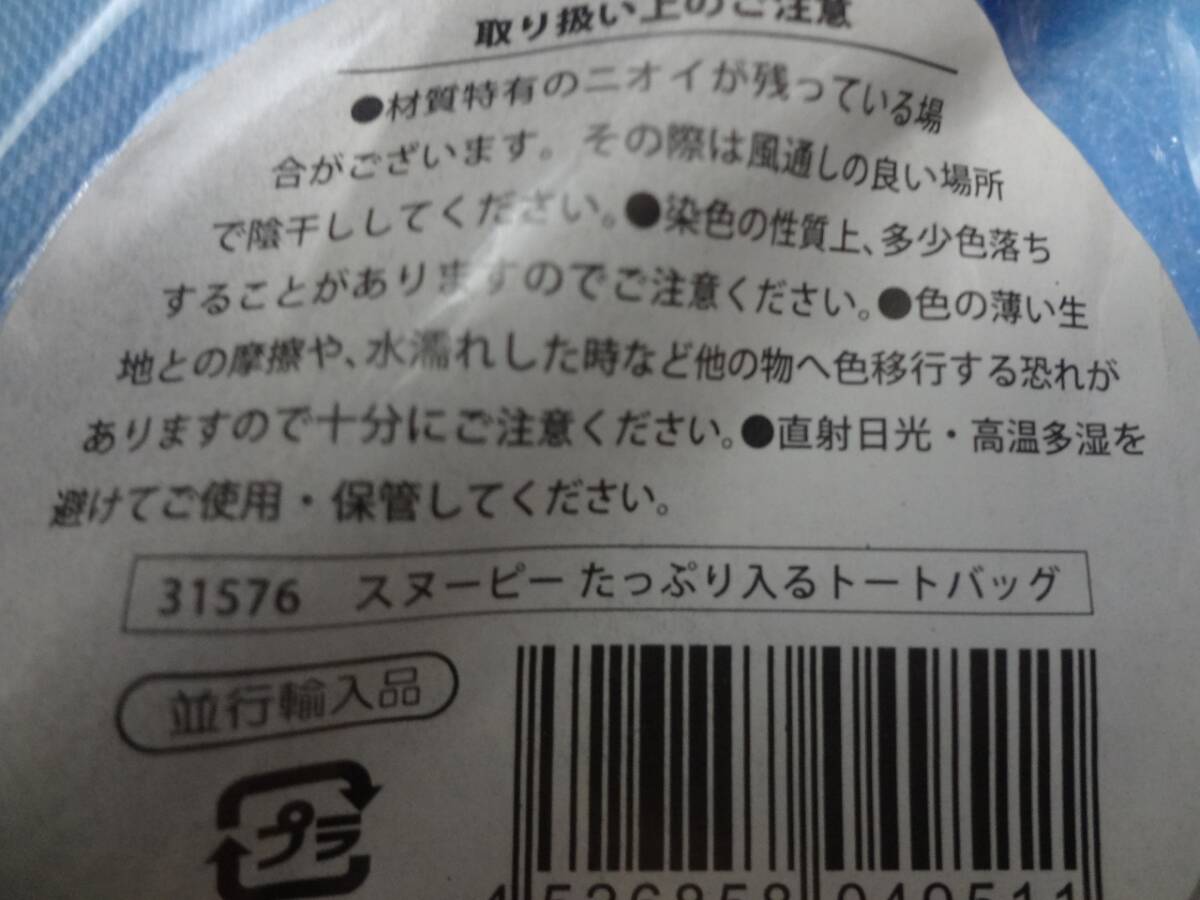 取り扱い上のご注意
●材質特有のニオイが残っている場
合がございます。その際は風通しの良い場所
で陰干ししてください。●染色の性質上、多少色落ち
することがありますのでご注意ください。●色の薄い生
地との摩擦や、水濡れした時など他の物へ色移行する恐れが
ありますので十分にご注意ください。●直射日光・高温多湿を
避けてご使用・保管してください。
31576 スヌーピー たっぷり入るトートバッグ
並行輸入品
プラ
4 526858 949511